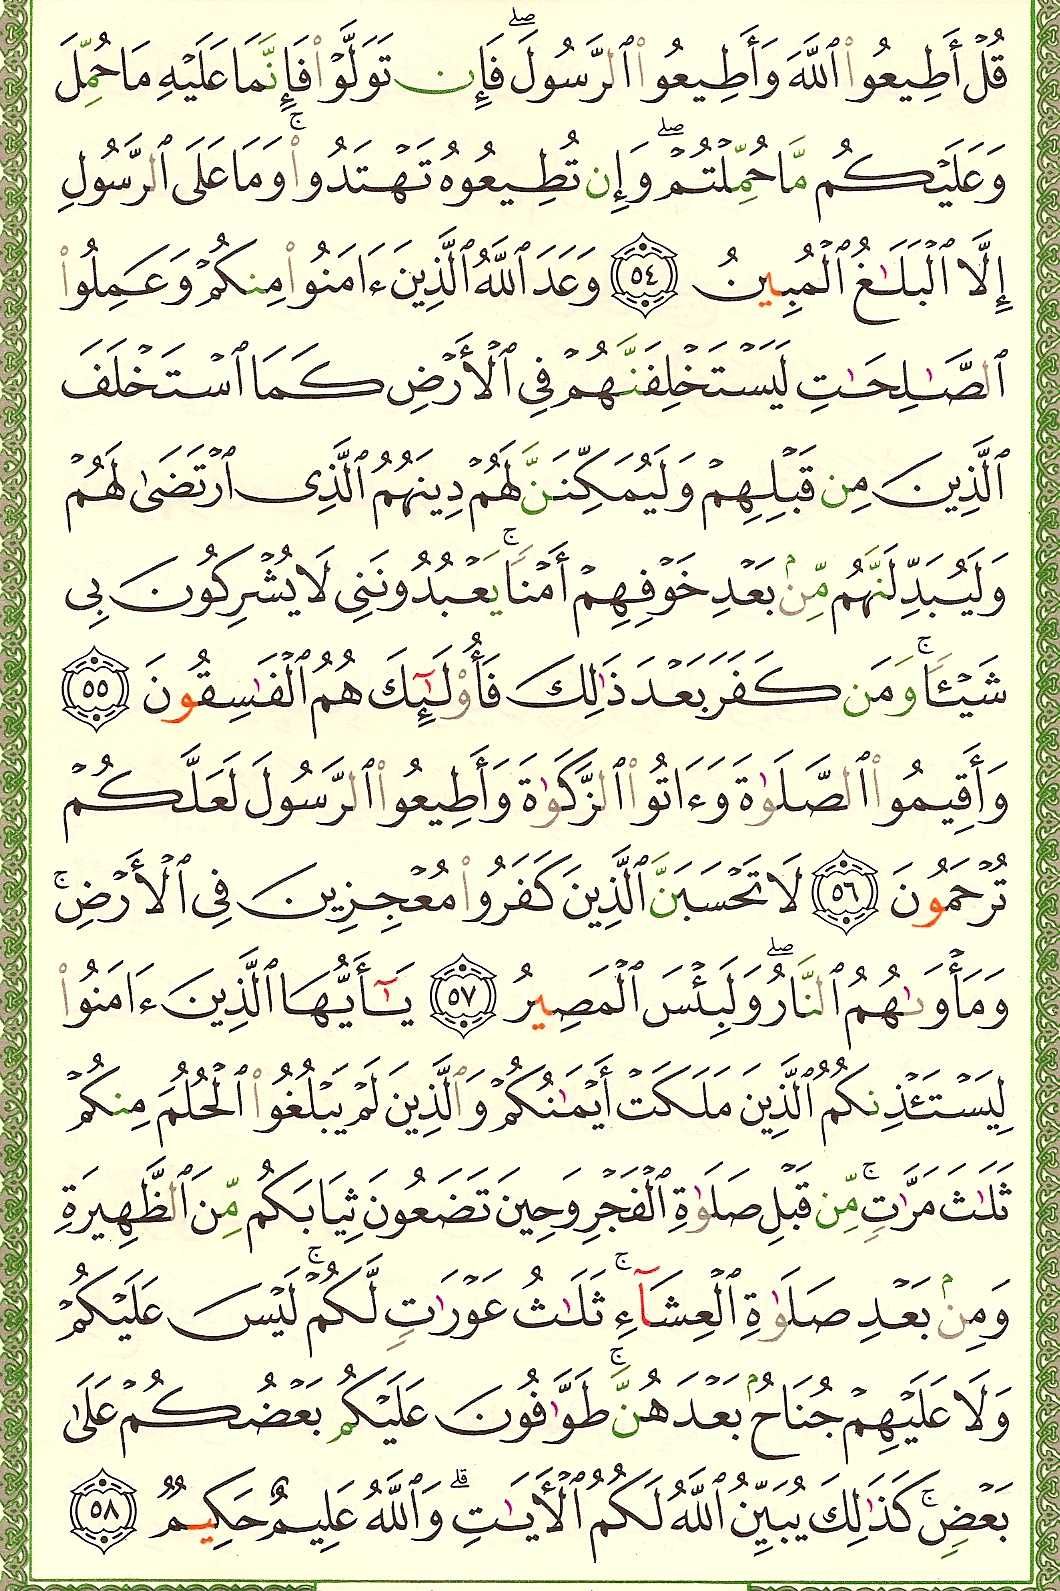 قُلْ أَطِيعُوا۟ ٱللَّهَ وَأَطِيعُوا۟ ٱلرَّسُولَ ۖ فَإِن تَوَلَّوْا۟ فَإِنَّمَا عَلَيْهِ مَا حُمِّلَ
وَعَلَيْكُم مَّا حُمِّلْتُمْ ۖ وَإِن تُطِيعُوهُ تَهْتَدُوا۟ ۚ وَمَا عَلَى ٱلرَّسُولِ
إِلَّا ٱلْبَلَـٰغُ ٱلْمُبِينُ ٥٤ وَعَدَ ٱللَّهُ ٱلَّذِينَ ءَامَنُوا۟ مِنكُمْ وَعَمِلُوا۟
ٱلصَّـٰلِحَـٰتِ لَيَسْتَخْلِفَنَّهُمْ فِى ٱلْأَرْضِ كَمَا ٱسْتَخْلَفَ
ٱلَّذِينَ مِن قَبْلِهِمْ وَلَيُمَكِّنَنَّ لَهُمْ دِينَهُمُ ٱلَّذِى ٱرْتَضَىٰ لَهُمْ
وَلَيُبَدِّلَنَّهُم مِّنۢ بَعْدِ خَوْفِهِمْ أَمْنًا ۚ يَعْبُدُونَنِى لَا يُشْرِكُونَ بِى
شَيْـًٔا ۚ وَمَن كَفَرَ بَعْدَ ذَٰلِكَ فَأُو۟لَـٰٓئِكَ هُمُ ٱلْفَـٰسِقُونَ ٥٥
وَأَقِيمُوا۟ ٱلصَّلَوٰةَ وَءَاتُوا۟ ٱلزَّكَوٰةَ وَأَطِيعُوا۟ ٱلرَّسُولَ لَعَلَّكُمْ
تُرْحَمُونَ ٥٦ لَا تَحْسَبَنَّ ٱلَّذِينَ كَفَرُوا۟ مُعْجِزِينَ فِى ٱلْأَرْضِ ۚ
وَمَأْوَىٰهُمُ ٱلنَّارُ ۖ وَلَبِئْسَ ٱلْمَصِيرُ ٥٧ يَـٰٓأَيُّهَا ٱلَّذِينَ ءَامَنُوا۟
لِيَسْتَـْٔذِنكُمُ ٱلَّذِينَ مَلَكَتْ أَيْمَـٰنُكُمْ وَٱلَّذِينَ لَمْ يَبْلُغُوا۟ ٱلْحُلُمَ مِنكُمْ
ثَلَـٰثَ مَرَّٰتٍ ۚ مِّن قَبْلِ صَلَوٰةِ ٱلْفَجْرِ وَحِينَ تَضَعُونَ ثِيَابَكُم مِّنَ ٱلظَّهِيرَةِ
وَمِنۢ بَعْدِ صَلَوٰةِ ٱلْعِشَآءِ ۚ ثَلَـٰثُ عَوْرَٰتٍ لَّكُمْ ۚ لَيْسَ عَلَيْكُمْ
وَلَا عَلَيْهِمْ جُنَاحٌۢ بَعْدَهُنَّ ۚ طَوَّٰفُونَ عَلَيْكُم بَعْضُكُمْ عَلَىٰ
بَعْضٍ ۚ كَذَٰلِكَ يُبَيِّنُ ٱللَّهُ لَكُمُ ٱلْـَٔايَـٰتِ ۗ وَٱللَّهُ عَلِيمٌ حَكِيمٌ ٥٨